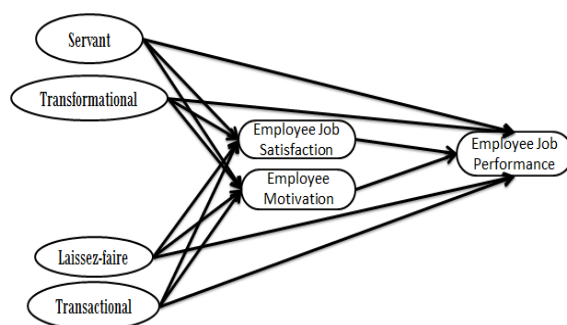 Servant
Transformational
Employee Job
Satisfaction
Employee
Motivation
Employee Job
Performance
Laissez-faire
Transactional